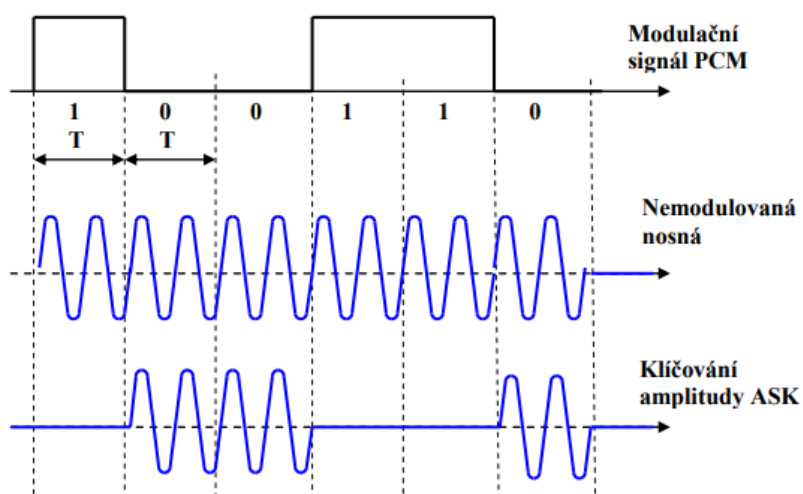 Modulační
signál PCM
1 0 0 1 1 0
T T
Nemodulovaná
nosná
Klíčování
amplitudy ASK